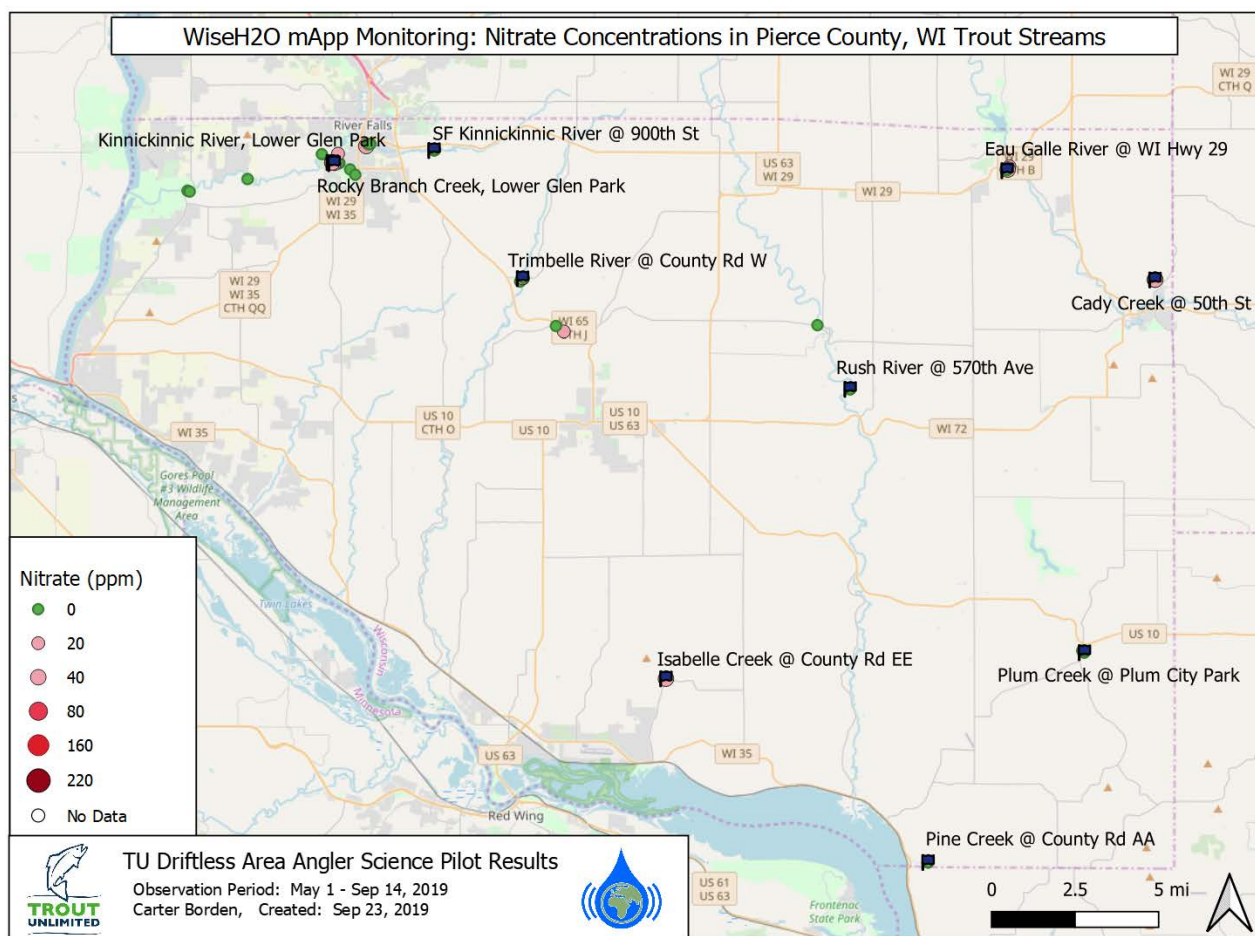 WiseH2O mApp Monitoring: Nitrate Concentrations in Pierce County, WI Trout Streams
WI 29
CTH Q
River Falls
Kinnickinnic River, Lower Glen Park
SF Kinnickinnic River @ 900th St
Eau Galle River @ WI Hwy 29
US 63
WI 29
WI 29
Rocky Branch Creek, Lower Glen Park
WI 29
WI 35
Trimbelle River @ County Rd W
WI 29
WI 35
CTH QQ
Cady Creek @ 50th St
WI 65
CTH J
Rush River @ 570th Ave
US 10
CTH O
US 10
US 10
US 63
WI 35
WI 72
Gores Pool
#3 Wildlife
Management
Area
Twin Lakes
Wisconsin
Minnesota
Nitrate (ppm)
0
20
40
80
160
220
No Data
Isabelle Creek @ County Rd EE
US 10
Plum Creek @ Plum City Park
US 63
WI 35
Red Wing
Pine Creek @ County Rd AA
US 61
US 63
Frontenac
State Park
TROUT
UNLIMITED
TU Driftless Area Angler Science Pilot Results
Observation Period: May 1 - Sep 14, 2019
Carter Borden, Created: Sep 23, 2019
0 2.5 5 mi